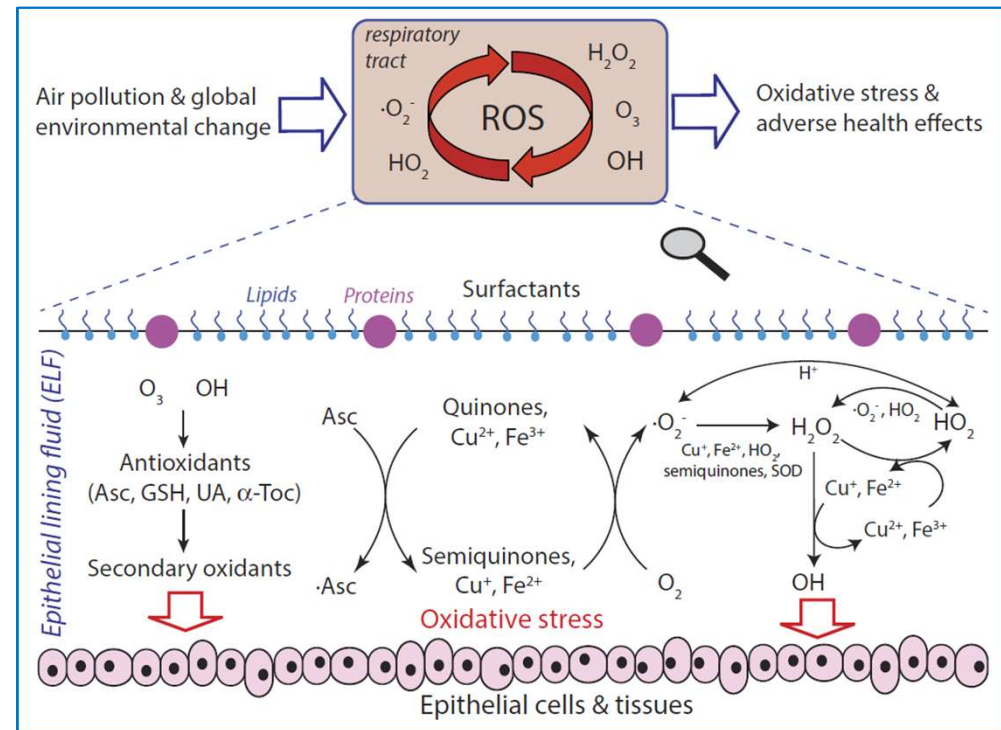 respiratory
tract
H₂O₂
·O₂⁻
ROS
O₃
HO₂
OH
Air pollution & global
environmental change
Oxidative stress &
adverse health effects
Lipids
Proteins
Surfactants
Epithelial lining fluid (ELF)
O₃
OH
Antioxidants
(Asc, GSH, UA, α-Toc)
Secondary oxidants
Asc
·Asc
Quinones,
Cu²⁺, Fe³⁺
Semiquinones,
Cu⁺, Fe²⁺
·O₂⁻
O₂
Cu⁺, Fe²⁺, HO₂,
semiquinones, SOD
H⁺
H₂O₂
·O₂⁻, HO₂
HO₂
Cu⁺, Fe²⁺
Cu²⁺, Fe³⁺
OH
Oxidative stress
Epithelial cells & tissues